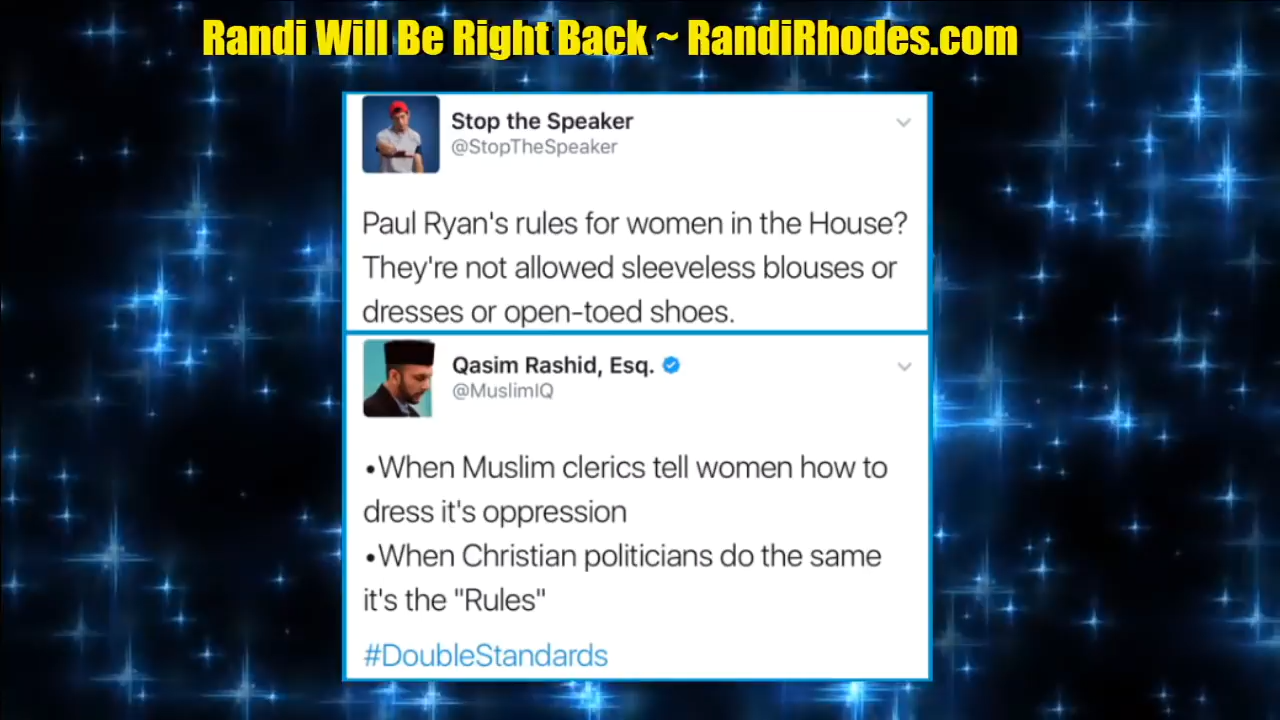 Randi Will Be Right Back ~ RandiRhodes.com
Stop the Speaker
@StopTheSpeaker
Paul Ryan's rules for women in the House?
They're not allowed sleeveless blouses or
dresses or open-toed shoes.
Qasim Rashid, Esq.
@MuslimIQ
•When Muslim clerics tell women how to
dress it's oppression
•When Christian politicians do the same
it's the "Rules"
#DoubleStandards